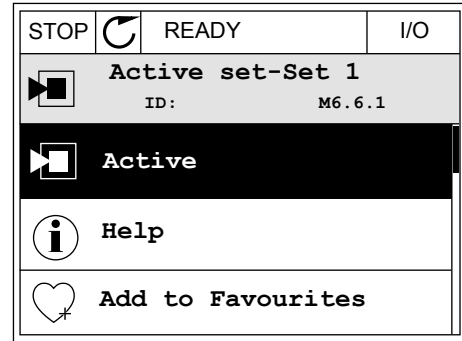 STOP READY I/O
Active set-Set 1
ID: M6.6.1
Active
Help
Add to Favourites